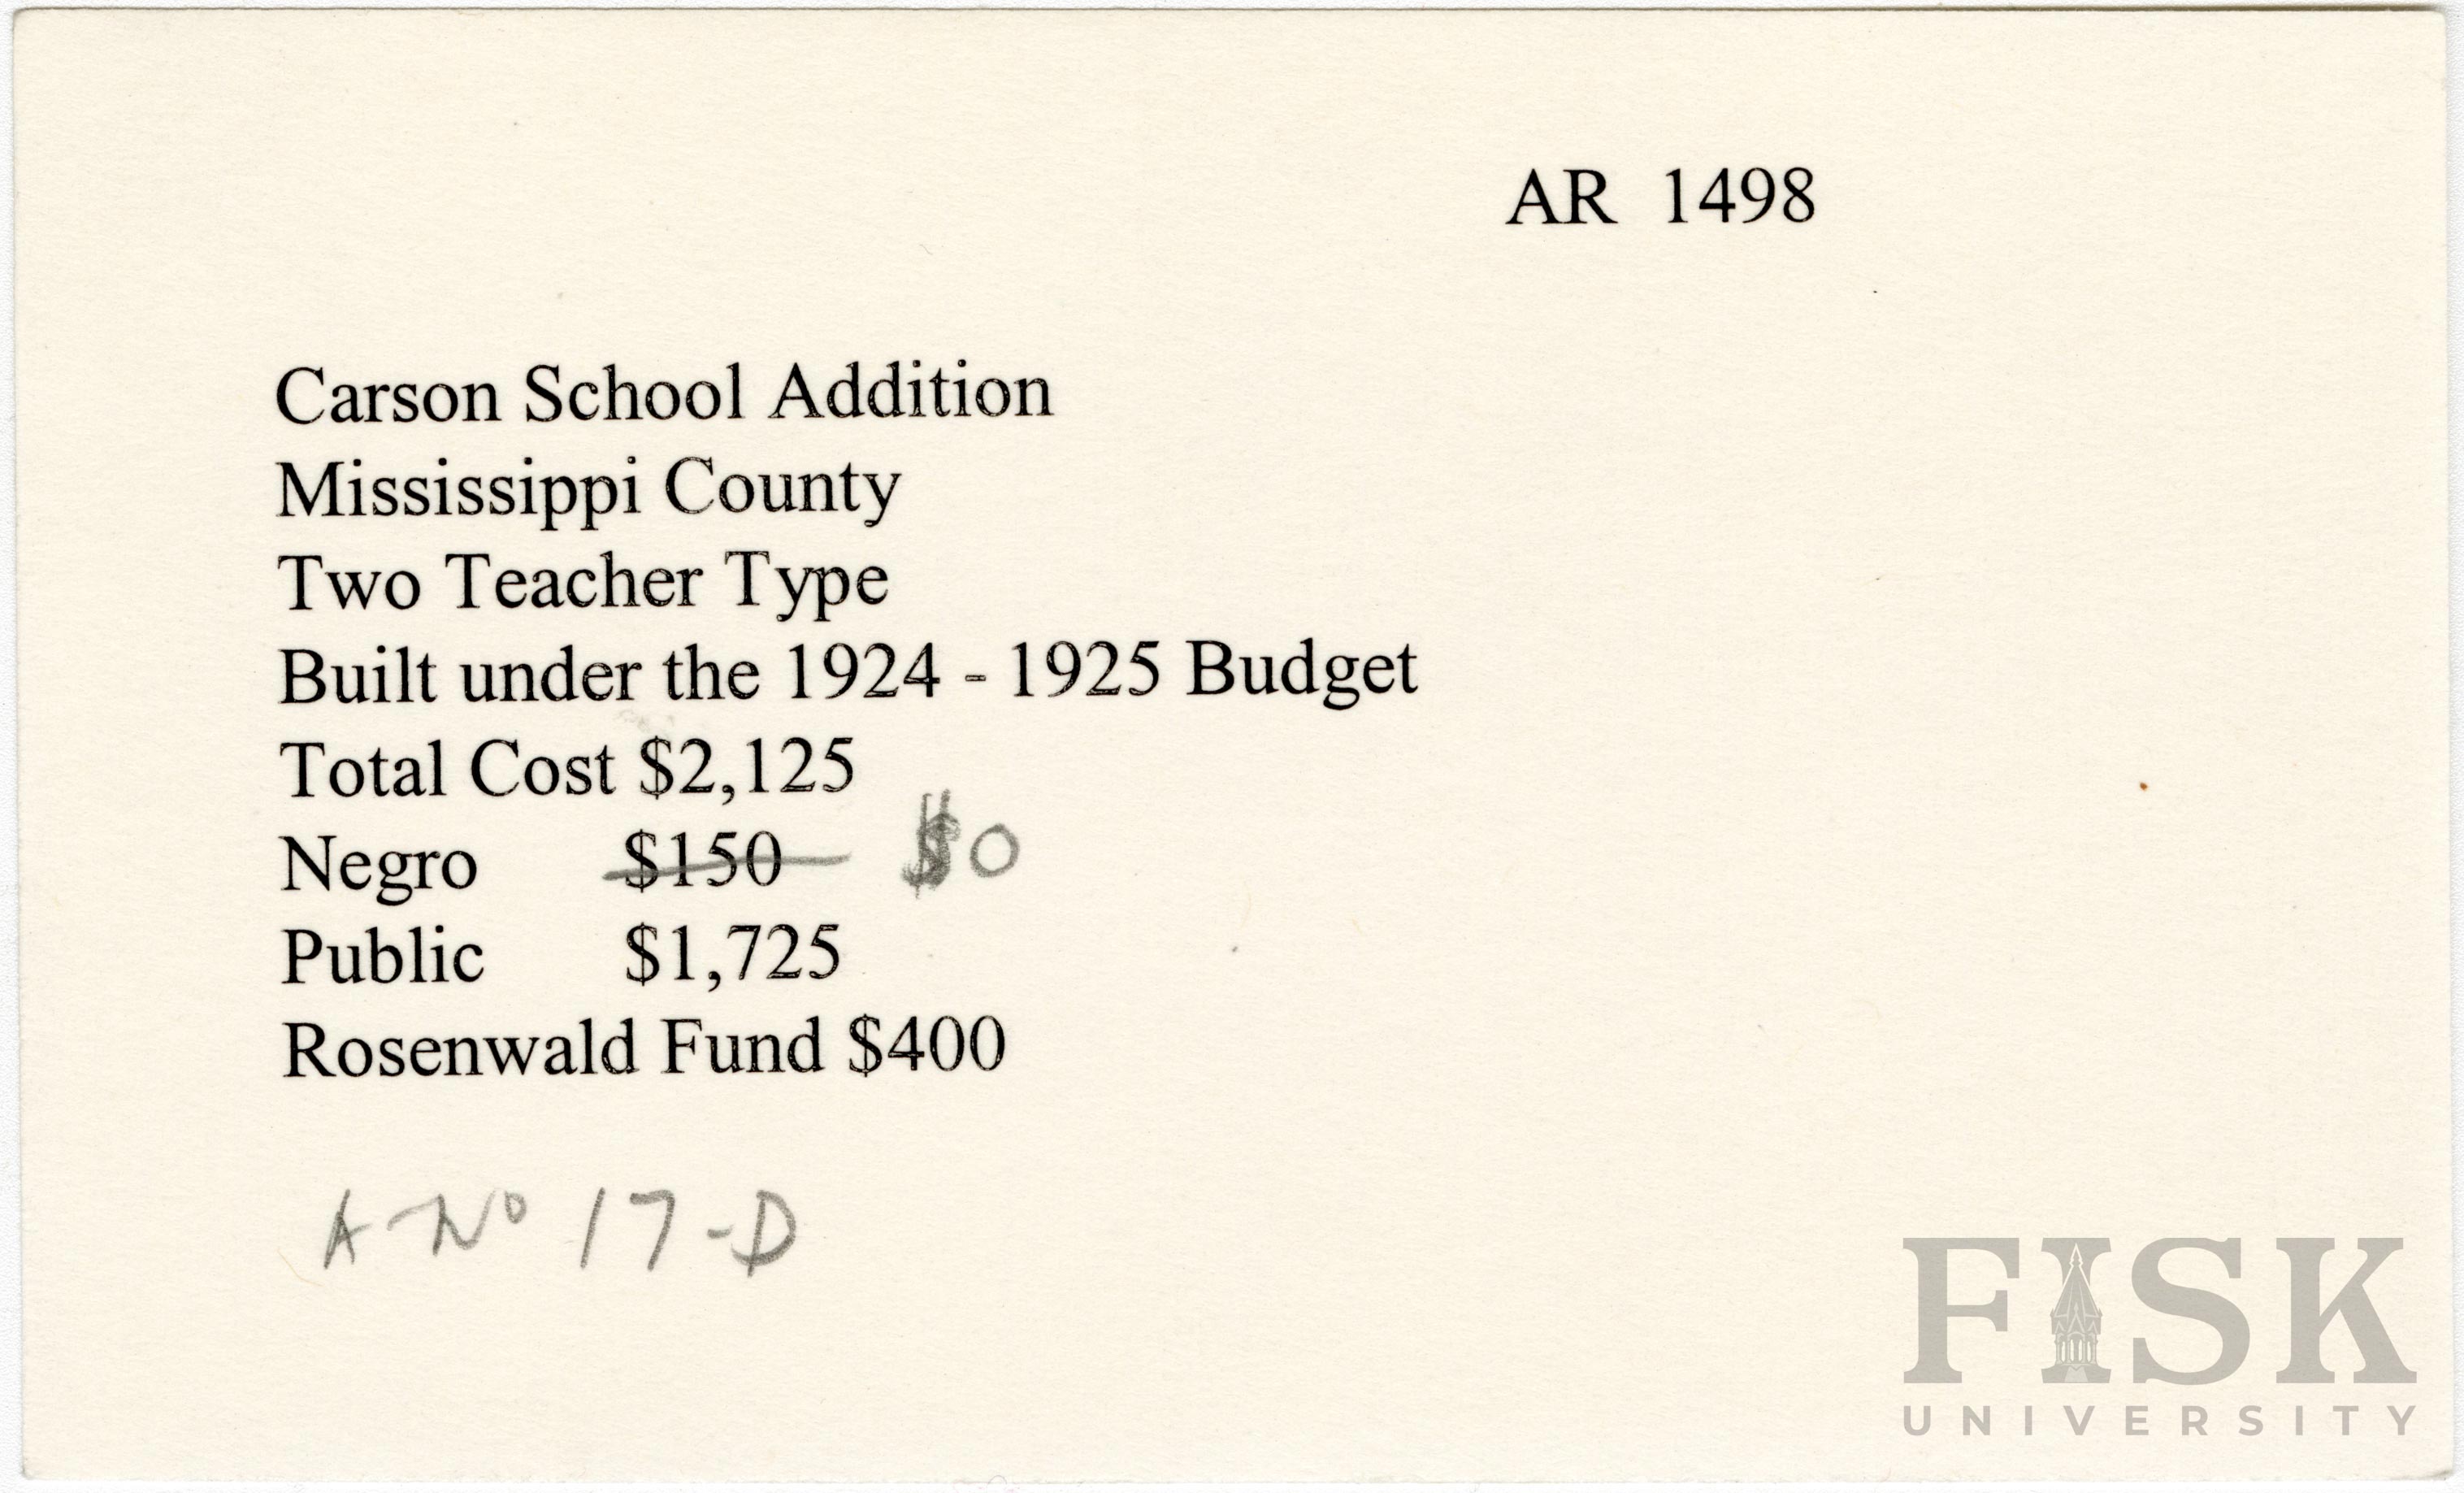 AR 1498
Carson School Addition
Mississippi County
Two Teacher Type
Built under the 1924 - 1925 Budget
Total Cost $2,125
Negro $150 $0
Public $1,725
Rosenwald Fund $400
A-No 17-D
FISK
UNIVERSITY